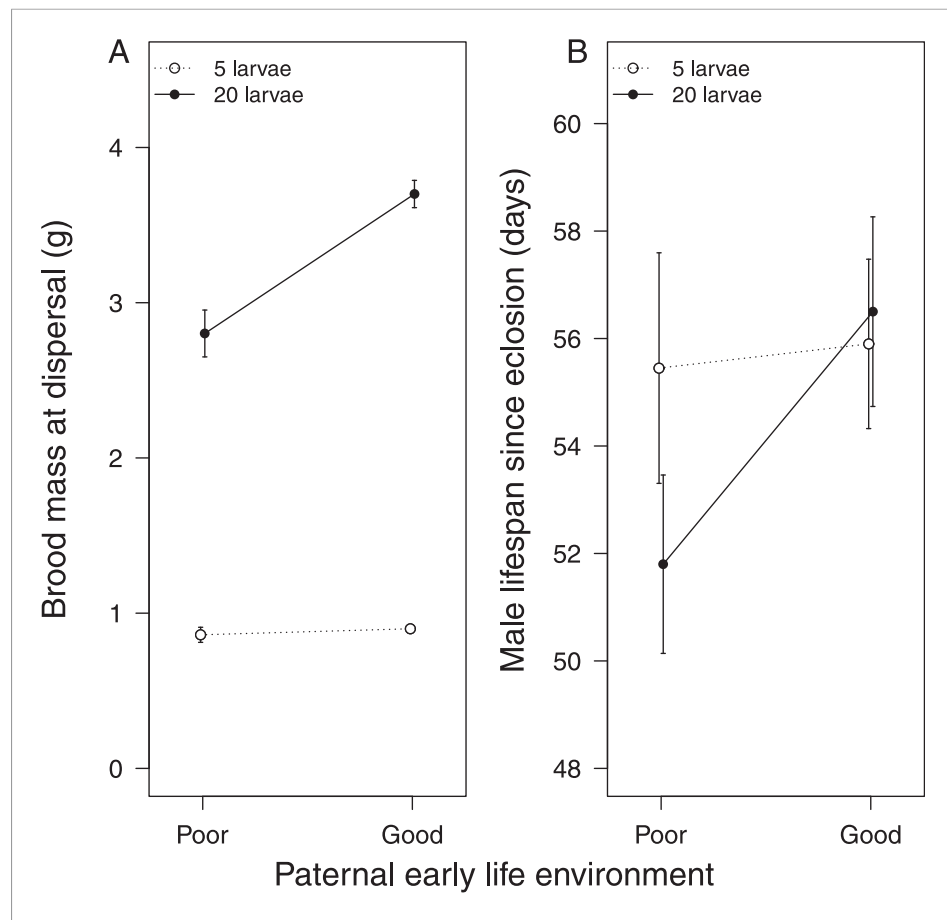 A
5 larvae
20 larvae
4
3
2
1
0
Brood mass at dispersal (g)
Poor
Good
B
5 larvae
20 larvae
60
58
56
54
52
50
48
Male lifespan since eclosion (days)
Poor
Good
Paternal early life environment